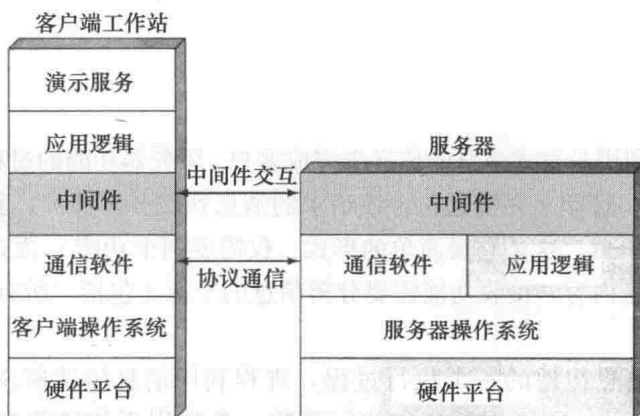 客户端工作站
演示服务
应用逻辑
中间件
通信软件
客户端操作系统
硬件平台
中间件交互
协议通信
服务器
中间件
通信软件 应用逻辑
服务器操作系统
硬件平台